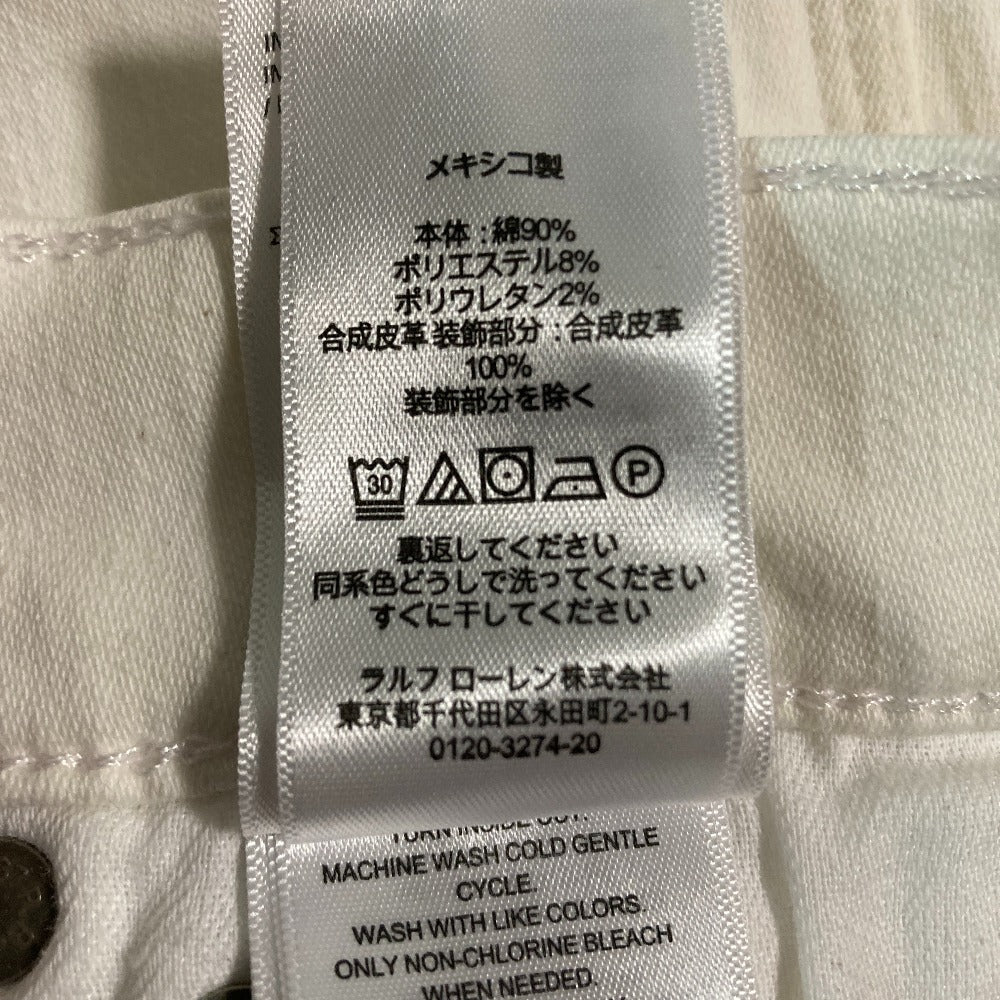 メキシコ製
本体 : 綿90%
ポリエステル8%
ポリウレタン2%
合成皮革 装飾部分 : 合成皮革
100%
装飾部分を除く
30
P
裏返してください
同系色どうしで洗ってください
すぐに干してください
ラルフ ローレン株式会社
東京都千代田区永田町2-10-1
0120-3274-20
TURN INSIDE OUT.
MACHINE WASH COLD GENTLE
CYCLE.
WASH WITH LIKE COLORS.
ONLY NON-CHLORINE BLEACH
WHEN NEEDED.